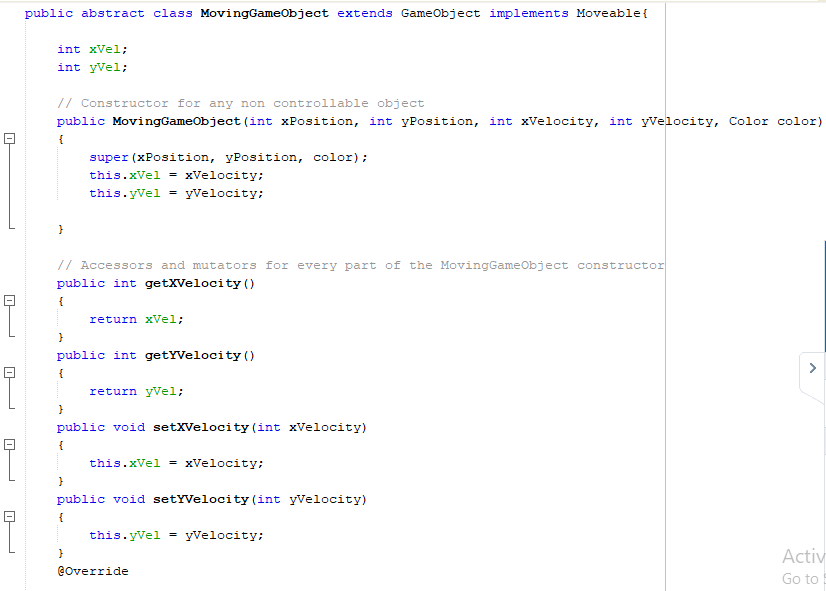 public abstract class MovingGameObject extends GameObject implements Moveable{
int xVel;
int yVel;
// Constructor for any non controllable object
public MovingGameObject(int xPosition, int yPosition, int xVelocity, int yVelocity, Color color)
{
super(xPosition, yPosition, color);
this.xVel = xVelocity;
this.yVel = yVelocity;
}
// Accessors and mutators for every part of the MovingGameObject constructor
public int getXVelocity()
{
return xVel;
}
public int getYVelocity()
{
return yVel;
}
public void setXVelocity(int xVelocity)
{
this.xVel = xVelocity;
}
public void setYVelocity(int yVelocity)
{
this.yVel = yVelocity;
}
@Override
Activ
Go to